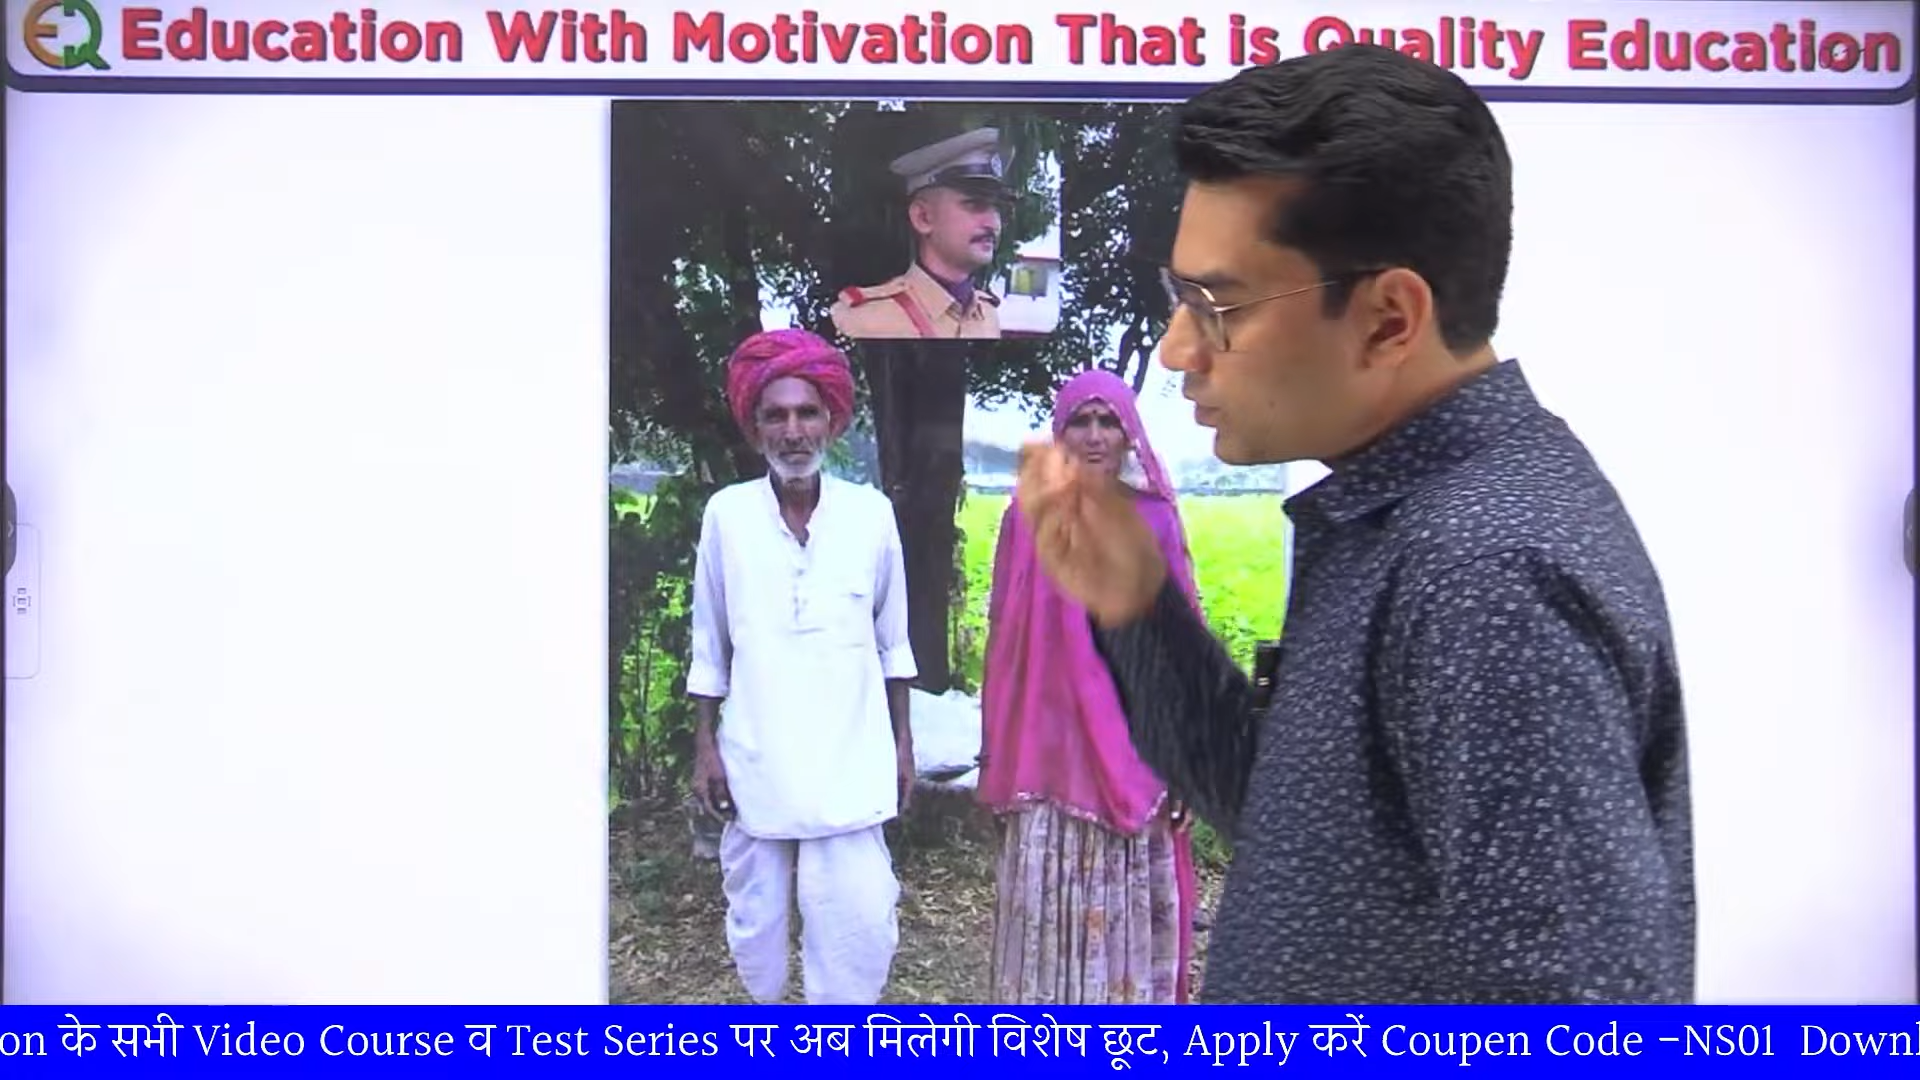 EQ Education With Motivation That is Quality Education
on के सभी Video Course व Test Series पर अब मिलेगी विशेष छूट, Apply करें Coupen Code -NS01 Downl